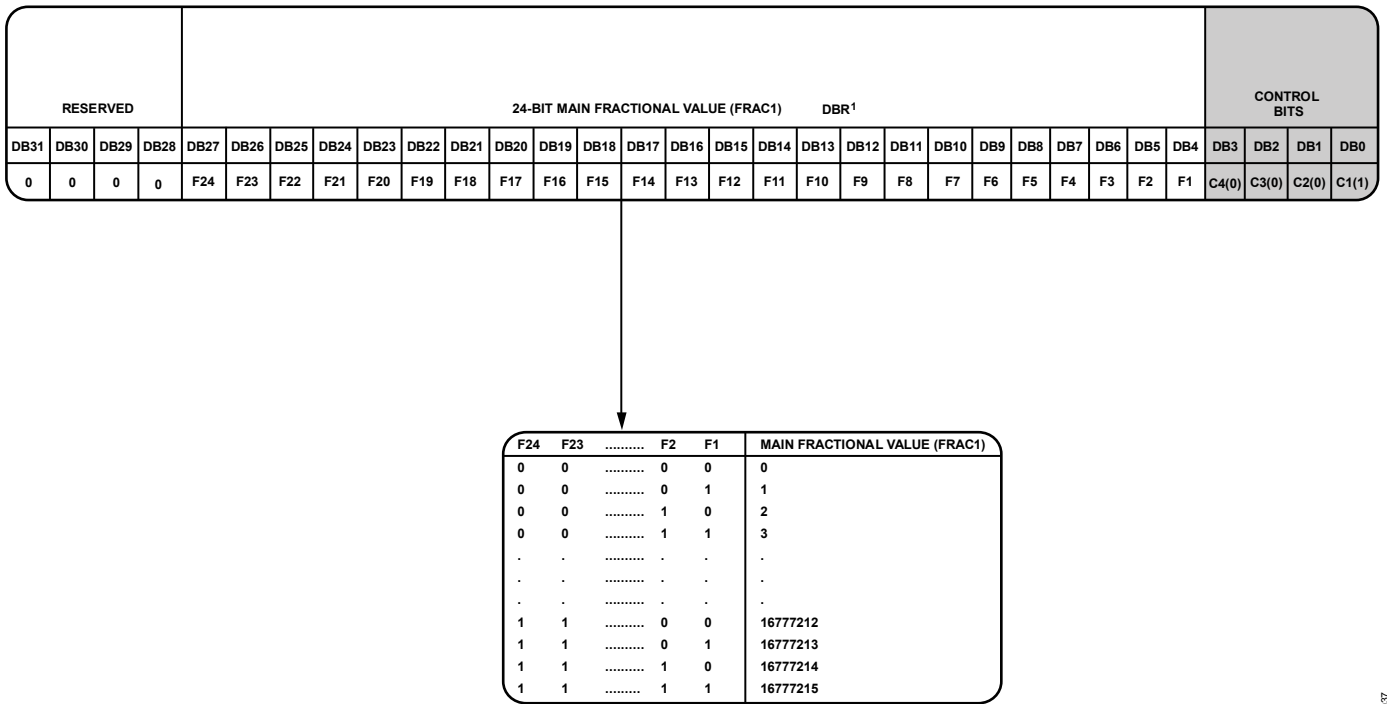 RESERVED 24-BIT MAIN FRACTIONAL VALUE (FRAC1) DBR1 CONTROL BITS
DB31 DB30 DB29 DB28 DB27 DB26 DB25 DB24 DB23 DB22 DB21 DB20 DB19 DB18 DB17 DB16 DB15 DB14 DB13 DB12 DB11 DB10 DB9 DB8 DB7 DB6 DB5 DB4 DB3 DB2 DB1 DB0
0 0 0 0 F24 F23 F22 F21 F20 F19 F18 F17 F16 F15 F14 F13 F12 F11 F10 F9 F8 F7 F6 F5 F4 F3 F2 F1 C4(0) C3(0) C2(0) C1(1)
F24 F23 .......... F2 F1 MAIN FRACTIONAL VALUE (FRAC1)
0 0 .......... 0 0 0
0 0 .......... 0 1 1
0 0 .......... 1 0 2
0 0 .......... 1 1 3
. . .......... . . .
. . .......... . . .
. . .......... . . .
1 1 .......... 0 0 16777212
1 1 .......... 0 1 16777213
1 1 .......... 1 0 16777214
1 1 ......... 1 1 16777215